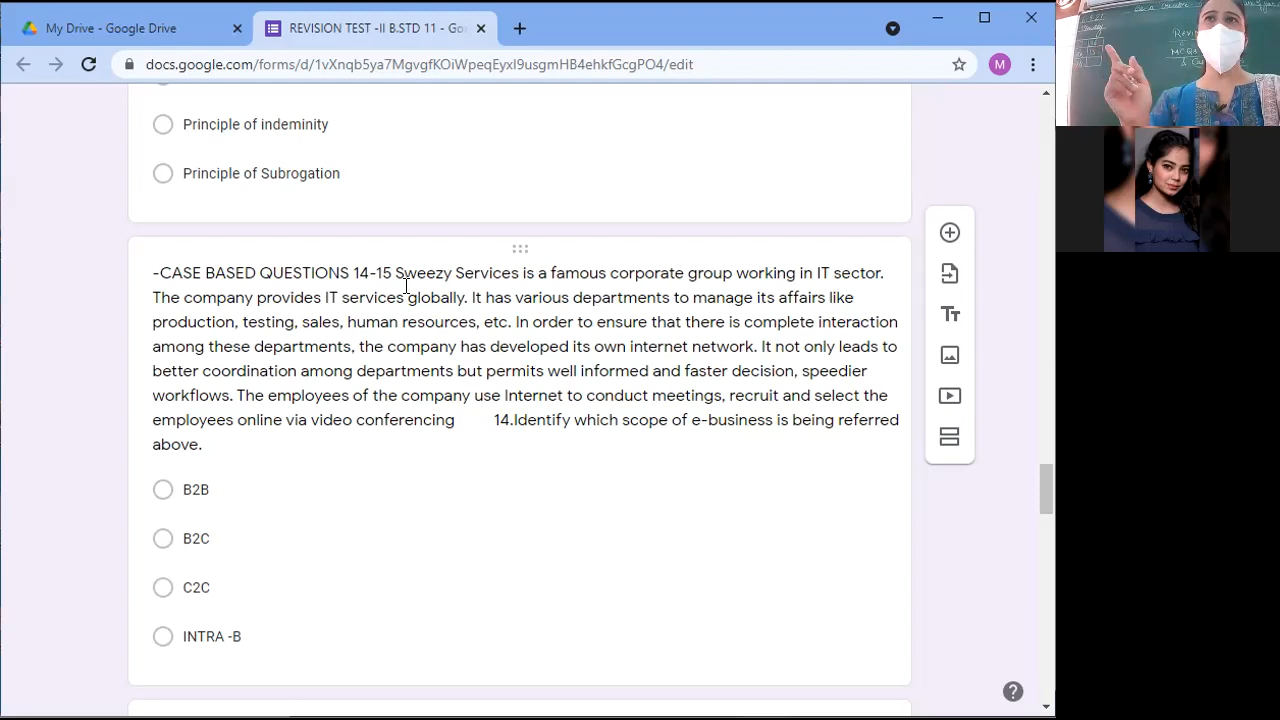 My Drive - Google Drive
REVISION TEST -II B.STD 11 - Goo
docs.google.com/forms/d/1vXnqb5ya7MgvgfKOiWpeqEyxI9usgmHB4ehkfGcgPO4/edit
M
Principle of indeminity
Principle of Subrogation
-CASE BASED QUESTIONS 14-15 Sweezy Services is a famous corporate group working in IT sector.
The company provides IT services globally. It has various departments to manage its affairs like
production, testing, sales, human resources, etc. In order to ensure that there is complete interaction
among these departments, the company has developed its own internet network. It not only leads to
better coordination among departments but permits well informed and faster decision, speedier
workflows. The employees of the company use Internet to conduct meetings, recruit and select the
employees online via video conferencing 14.Identify which scope of e-business is being referred
above.
B2B
B2C
C2C
INTRA -B
Tт
MCQs